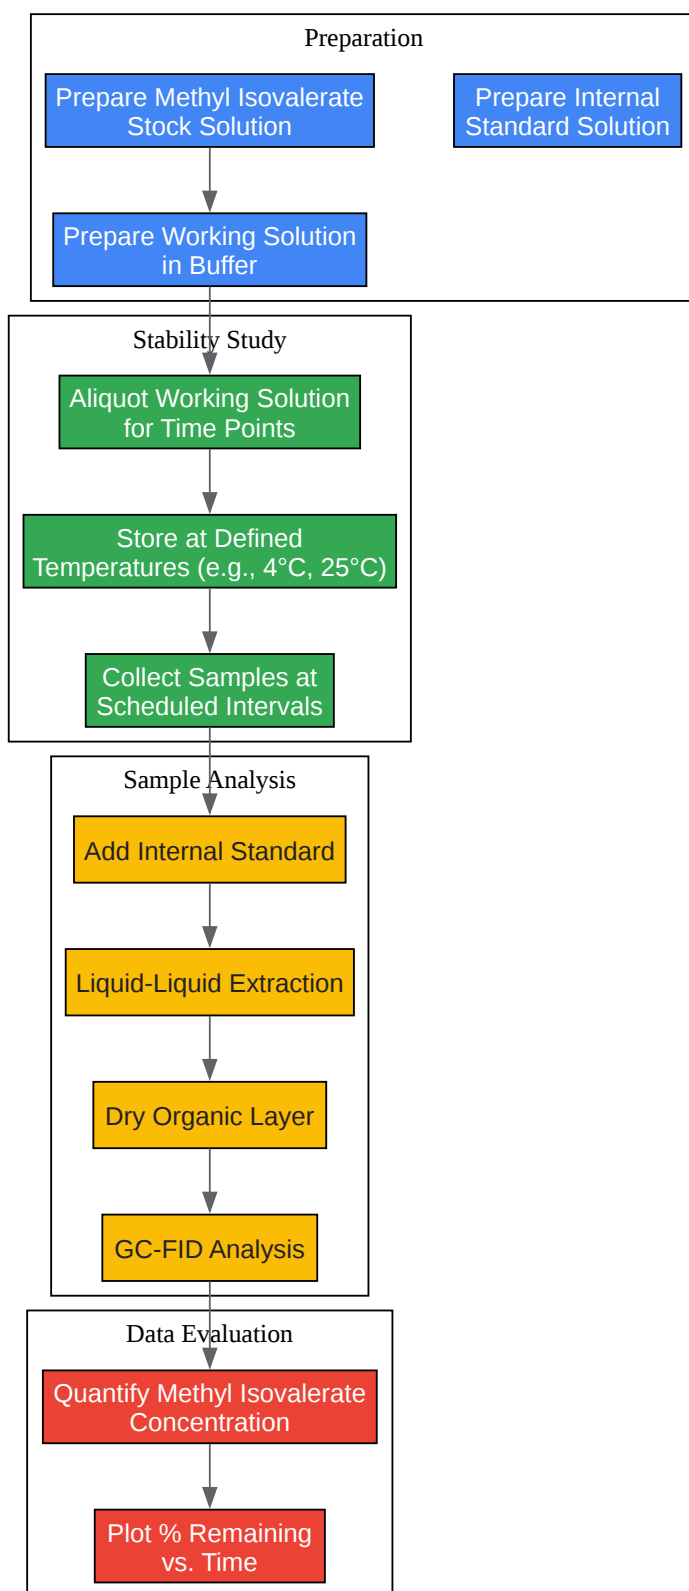 Preparation
Prepare Methyl Isovalerate
Stock Solution
Prepare Internal
Standard Solution
Prepare Working Solution
in Buffer
Stability Study
Aliquot Working Solution
for Time Points
Store at Defined
Temperatures (e.g., 4°C, 25°C)
Collect Samples at
Scheduled Intervals
Sample Analysis
Add Internal Standard
Liquid-Liquid Extraction
Dry Organic Layer
GC-FID Analysis
Data Evaluation
Quantify Methyl Isovalerate
Concentration
Plot % Remaining
vs. Time